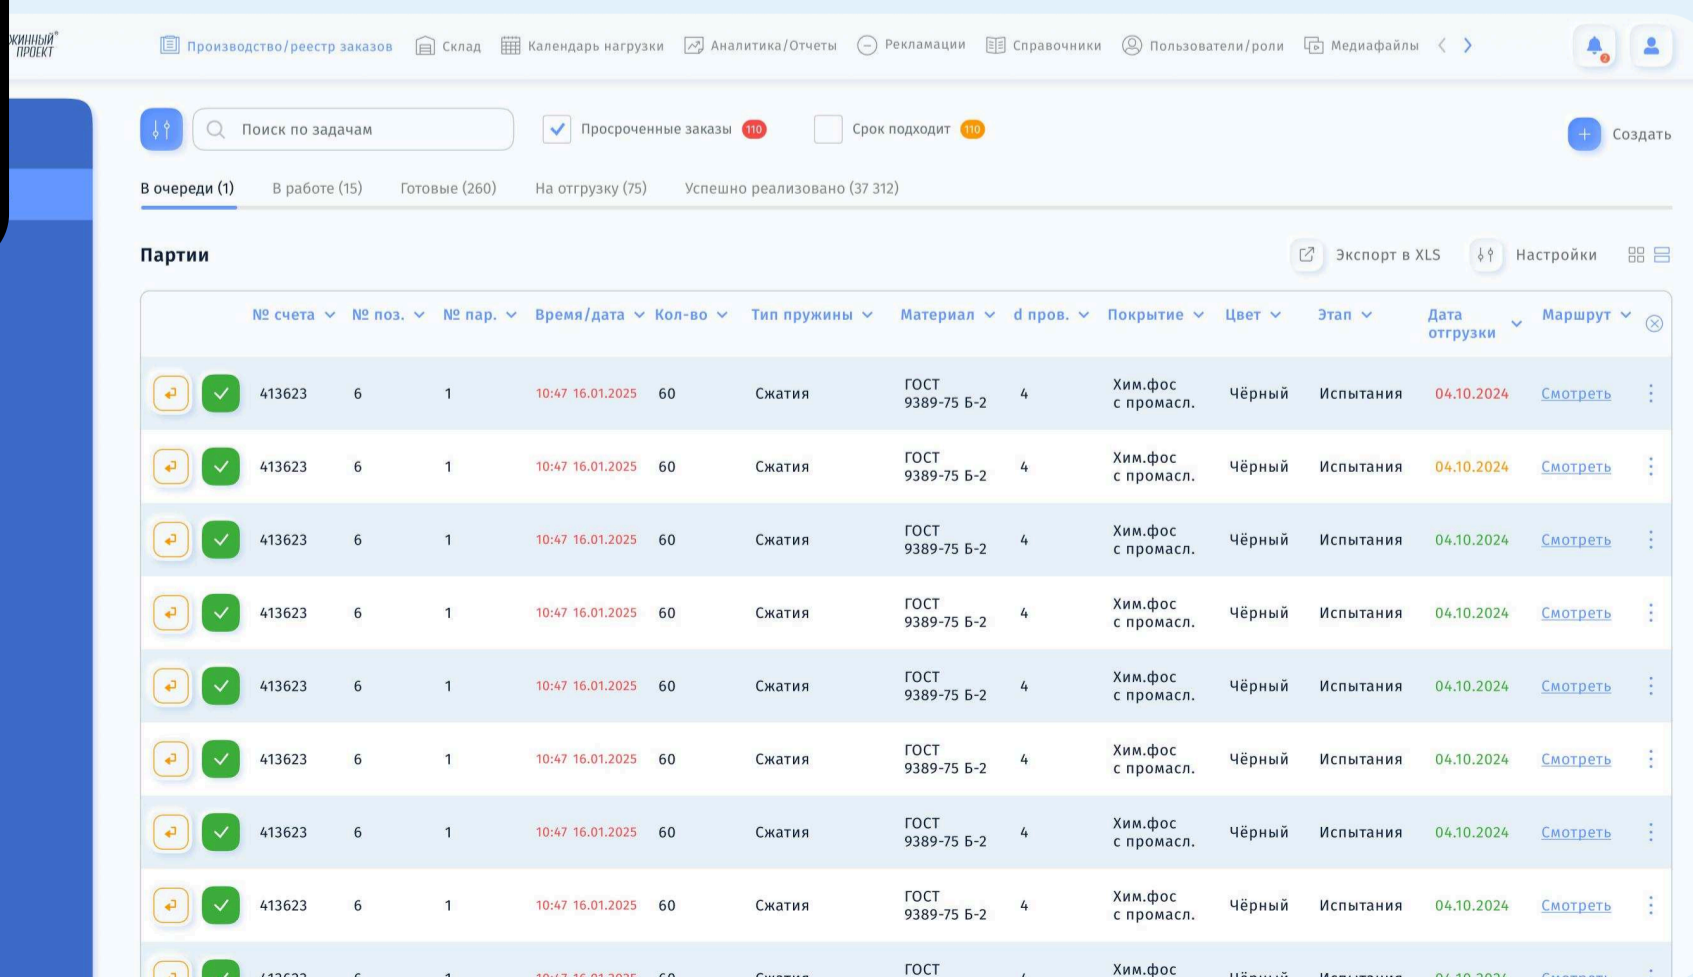 ПРОЕКТ
Производство/реестр заказов Склад Календарь нагрузки Аналитика/Отчеты Рекламации Справочники Пользователи/роли Медиафайлы
2
Поиск по задачам Просроченные заказы 110 Срок подходит 110 Создать
В очереди (1) В работе (15) Готовые (260) На отгрузку (75) Успешно реализовано (37 312)
Партии Экспорт в XLS Настройки
№ счета № поз. № пар. Время/дата Кол-во Тип пружины Материал d пров. Покрытие Цвет Этап Дата Маршрут
отгрузки
413623 6 1 10:47 16.01.2025 60 Сжатия ГОСТ 4 Хим.фос Чёрный Испытания 04.10.2024 Смотреть
9389-75 Б-2 с промасл.
413623 6 1 10:47 16.01.2025 60 Сжатия ГОСТ 4 Хим.фос Чёрный Испытания 04.10.2024 Смотреть
9389-75 Б-2 с промасл.
413623 6 1 10:47 16.01.2025 60 Сжатия ГОСТ 4 Хим.фос Чёрный Испытания 04.10.2024 Смотреть
9389-75 Б-2 с промасл.
413623 6 1 10:47 16.01.2025 60 Сжатия ГОСТ 4 Хим.фос Чёрный Испытания 04.10.2024 Смотреть
9389-75 Б-2 с промасл.
413623 6 1 10:47 16.01.2025 60 Сжатия ГОСТ 4 Хим.фос Чёрный Испытания 04.10.2024 Смотреть
9389-75 Б-2 с промасл.
413623 6 1 10:47 16.01.2025 60 Сжатия ГОСТ 4 Хим.фос Чёрный Испытания 04.10.2024 Смотреть
9389-75 Б-2 с промасл.
413623 6 1 10:47 16.01.2025 60 Сжатия ГОСТ 4 Хим.фос Чёрный Испытания 04.10.2024 Смотреть
9389-75 Б-2 с промасл.
413623 6 1 10:47 16.01.2025 60 Сжатия ГОСТ 4 Хим.фос Чёрный Испытания 04.10.2024 Смотреть
9389-75 Б-2 с промасл.
ГОСТ Хим.фос